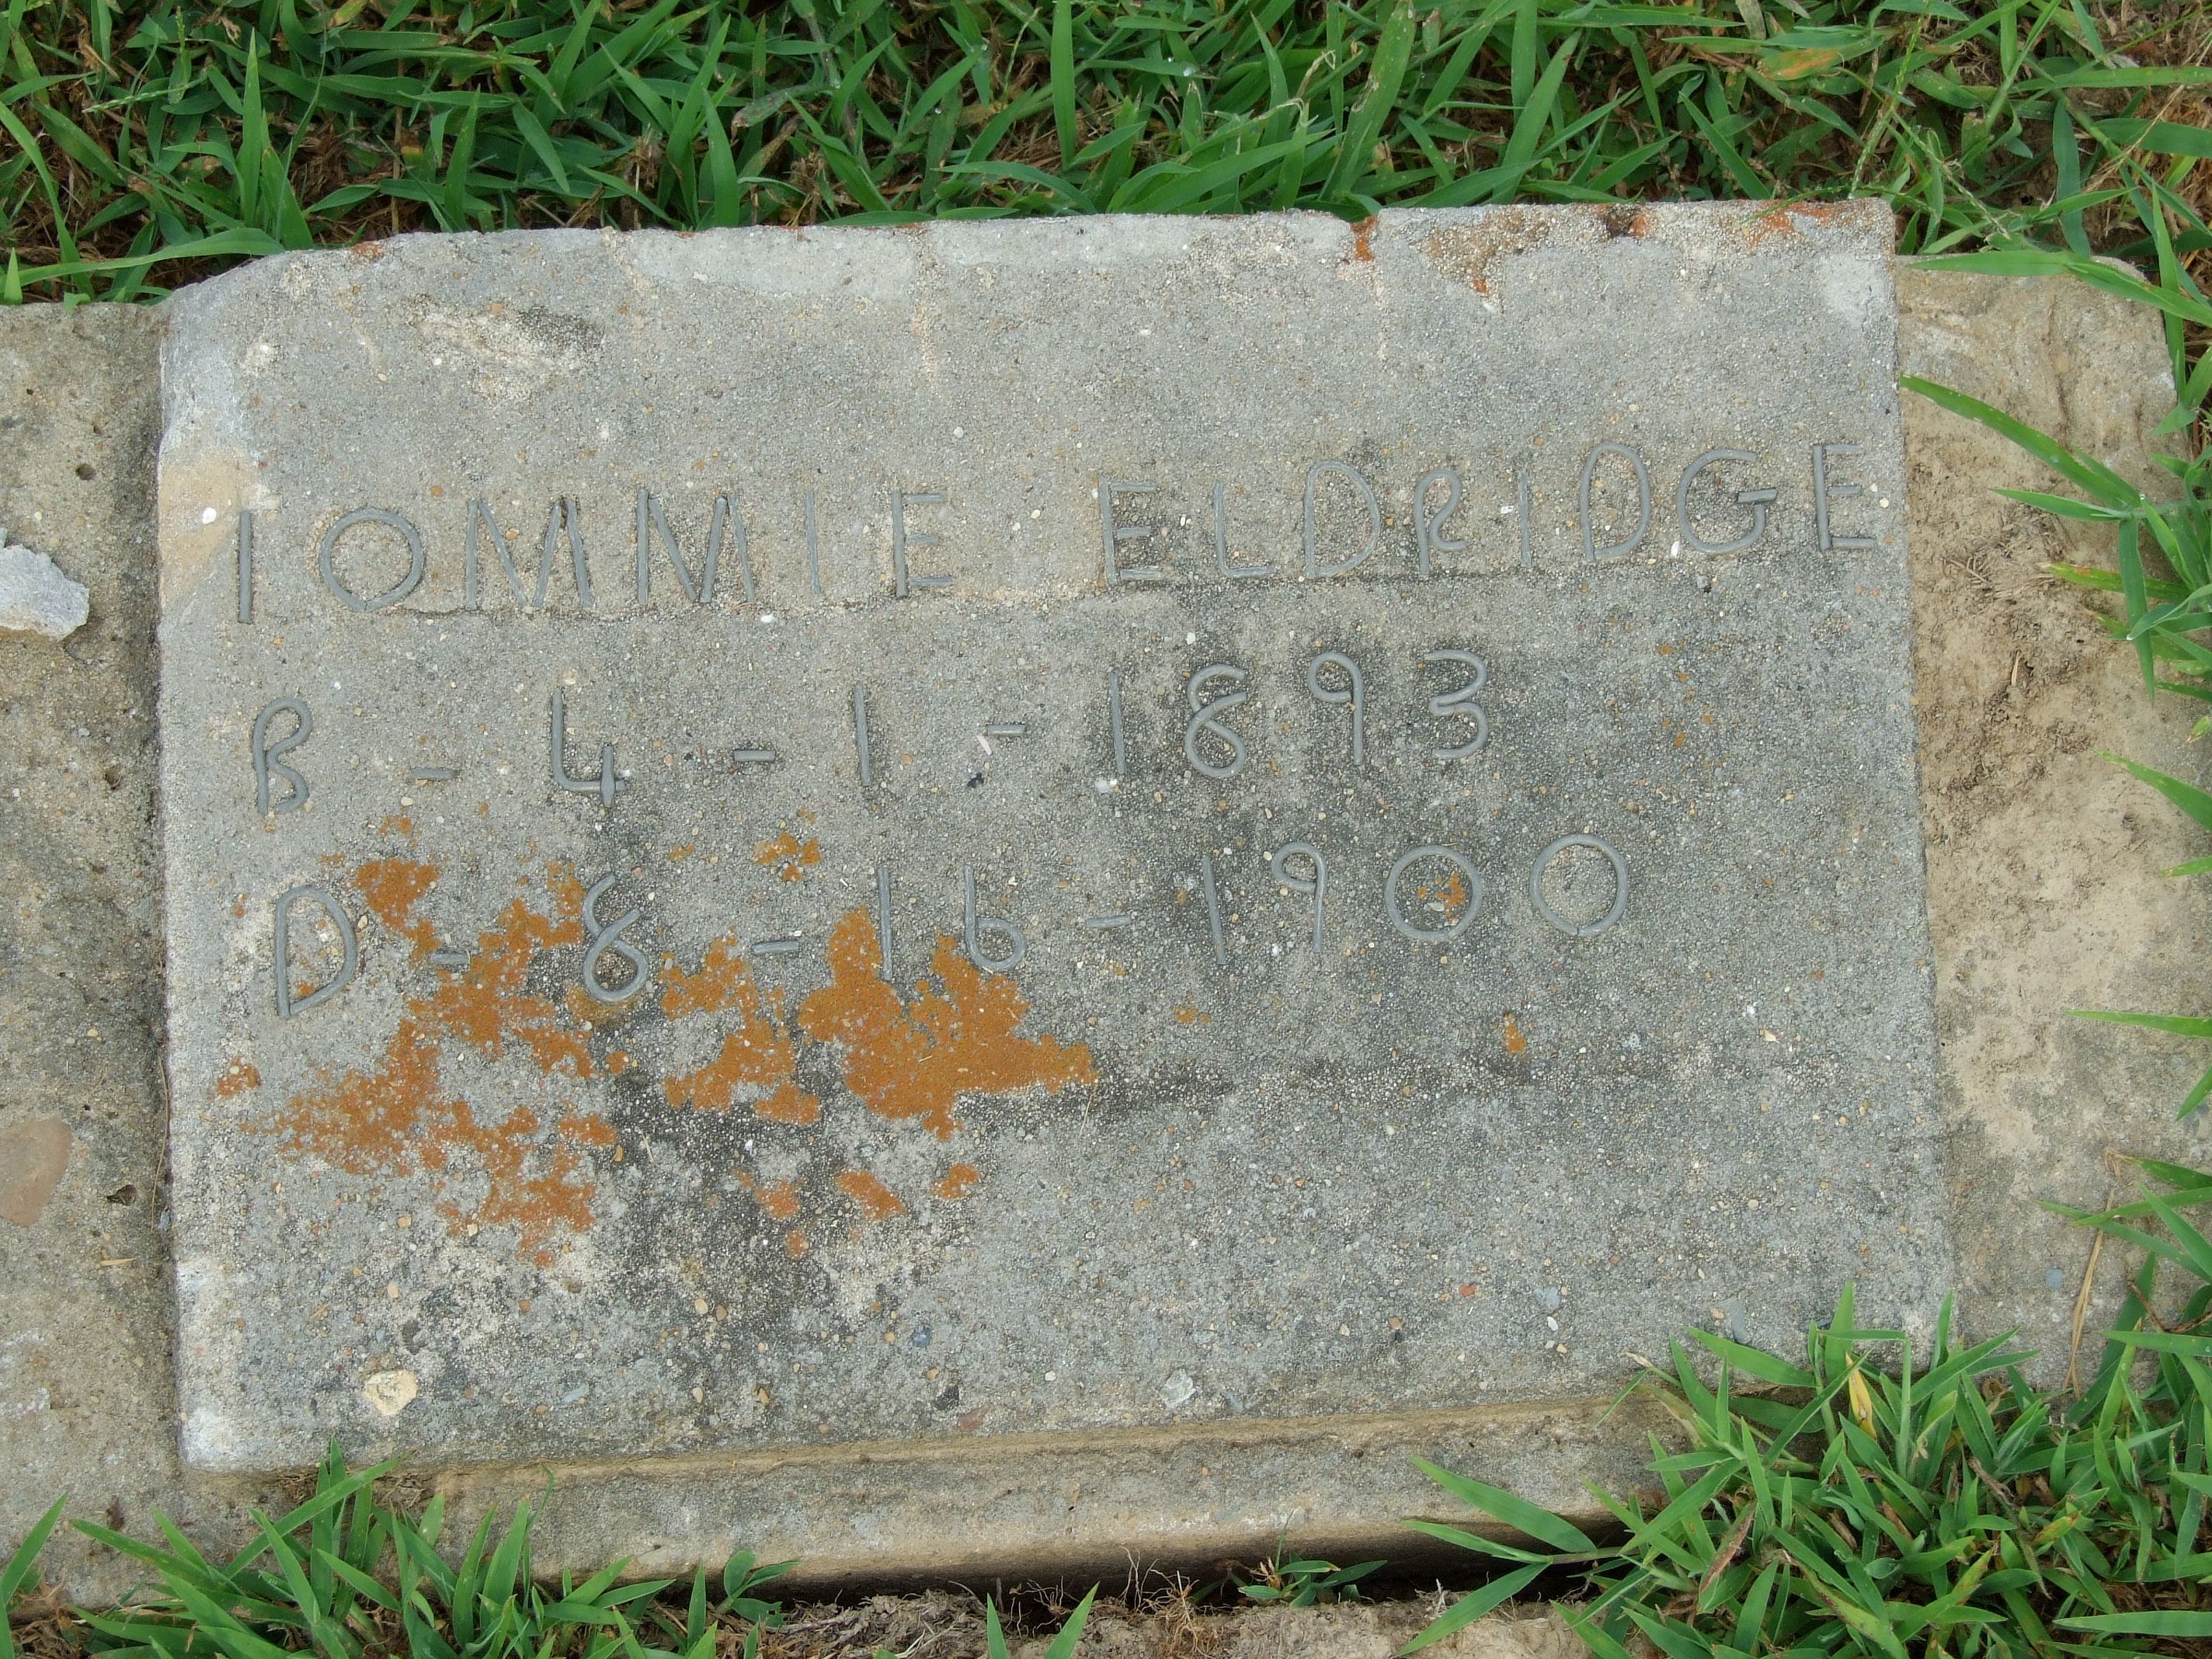 IOMMIE ELDRIDGE
B - 4 - 1 - 1893
D - 8 - 16 - 1900